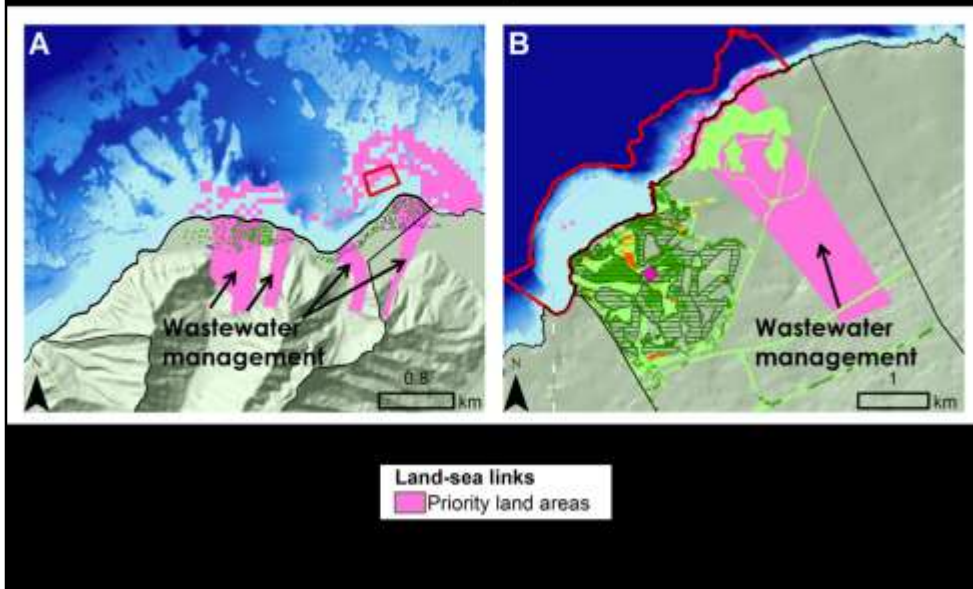 A
Wastewater
management
N
0.8
km
B
Wastewater
management
N
1
km
Land-sea links
Priority land areas